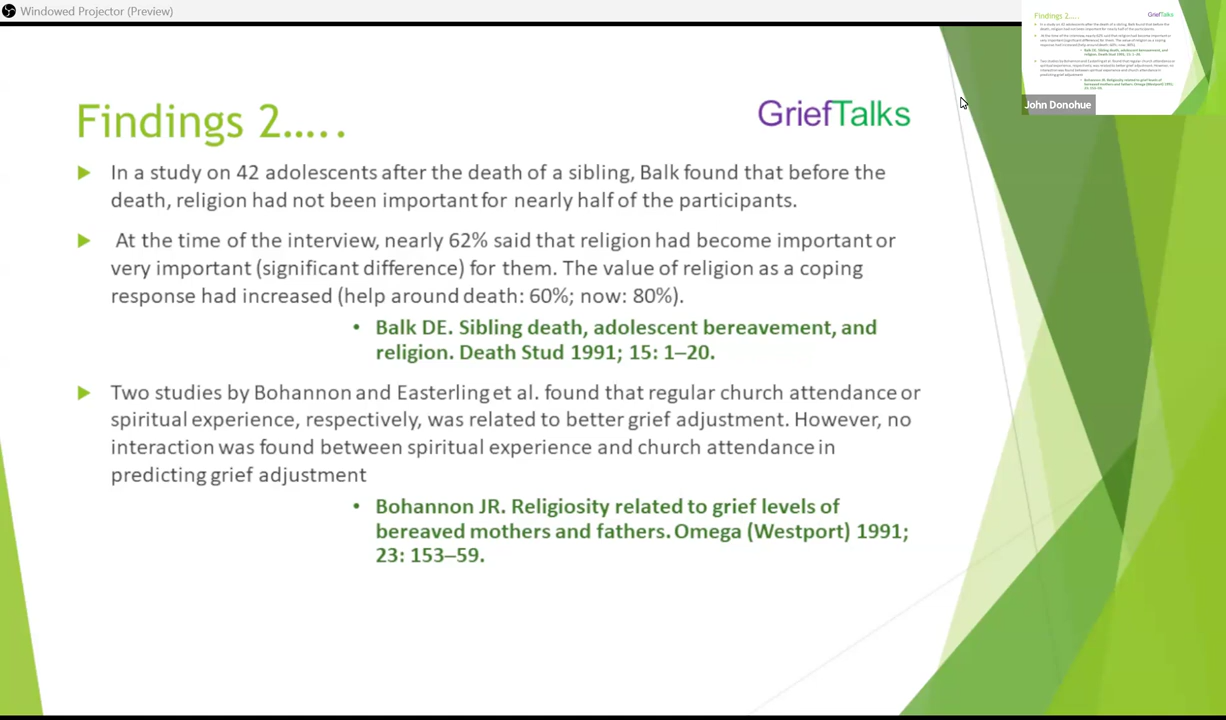 Windowed Projector (Preview)
Findings 2.....
GriefTalks
In a study on 42 adolescents after the death of a sibling, Balk found that before the
death, religion had not been important for nearly half of the participants.
At the time of the interview, nearly 62% said that religion had become important or
very important (significant difference) for them. The value of religion as a coping
response had increased (help around death: 60%; now: 80%).
• Balk DE. Sibling death, adolescent bereavement, and
religion. Death Stud 1991; 15: 1–20.
Two studies by Bohannon and Easterling et al. found that regular church attendance or
spiritual experience, respectively, was related to better grief adjustment. However, no
interaction was found between spiritual experience and church attendance in
predicting grief adjustment
• Bohannon JR. Religiosity related to grief levels of
bereaved mothers and fathers. Omega (Westport) 1991;
23: 153–59.
Findings 2.....
GriefTalks
John Donohue